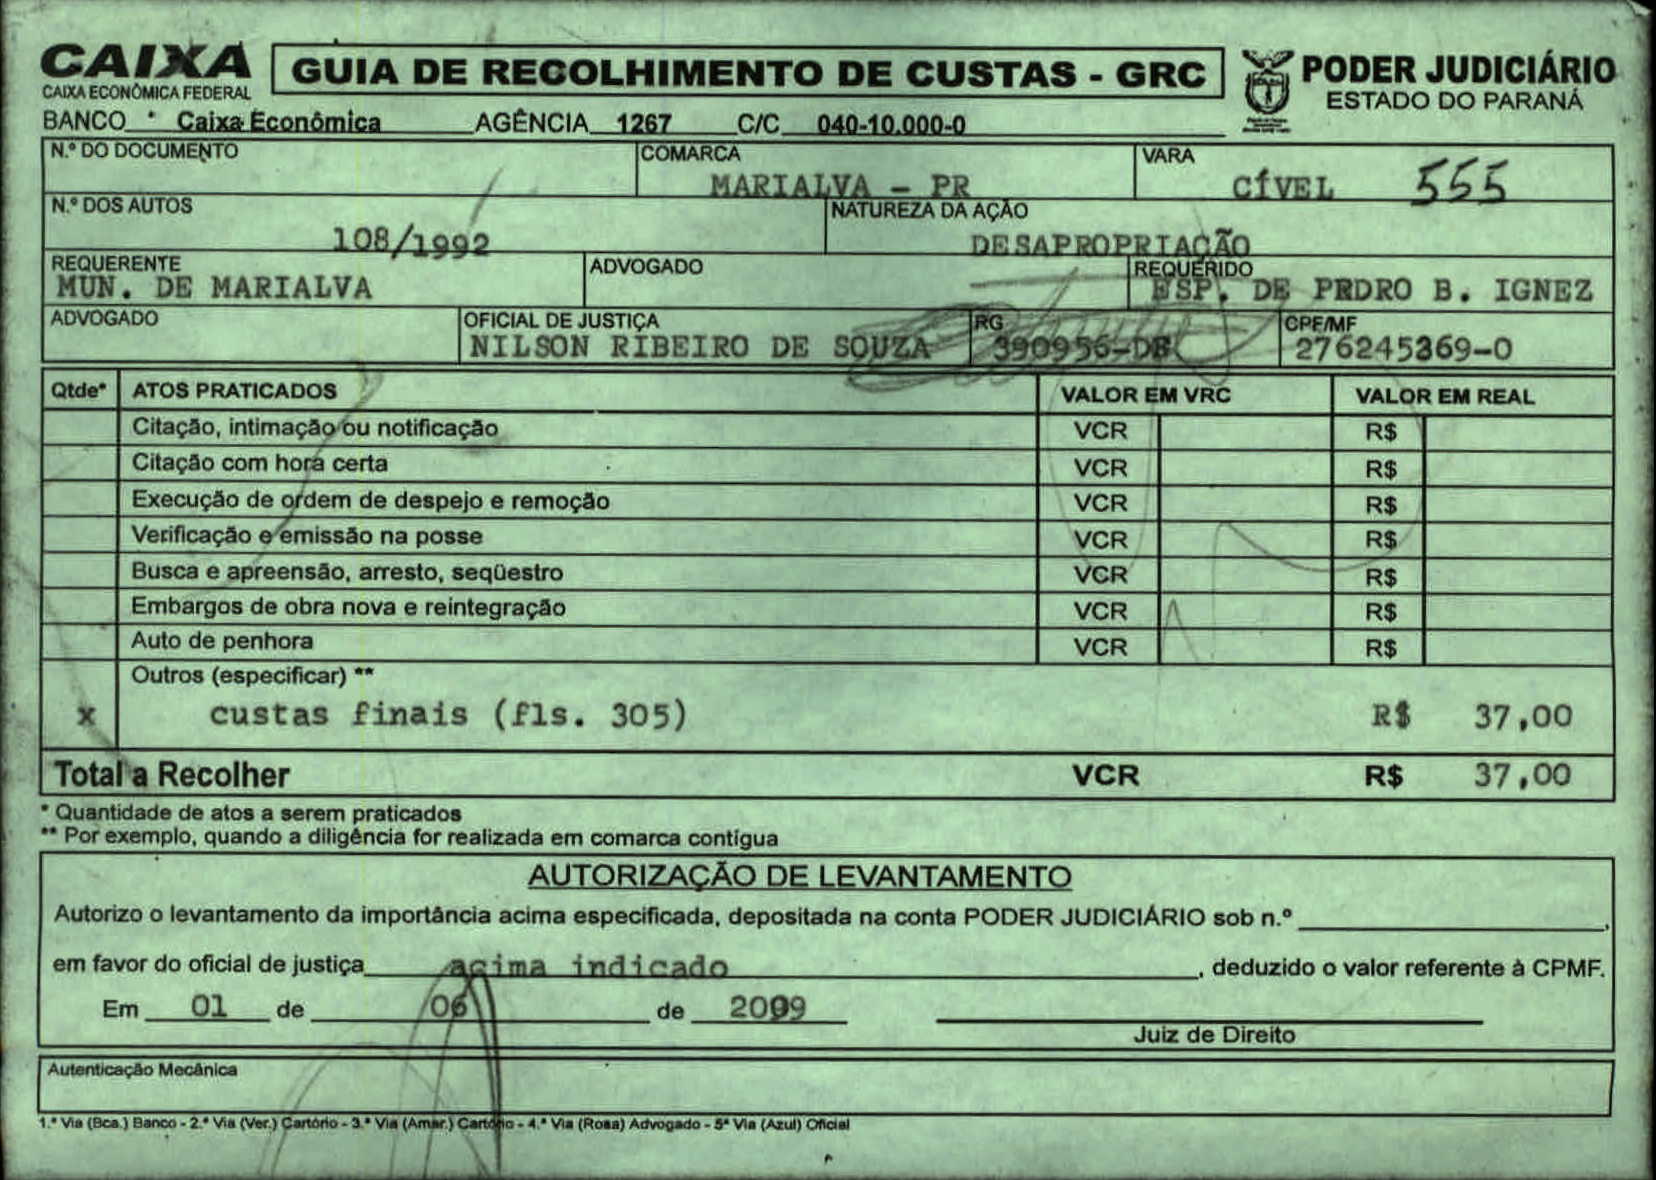 CAIXA
CAIXA ECONÔMICA FEDERAL
GUIA DE RECOLHIMENTO DE CUSTAS - GRC
PODER JUDICIÁRIO
ESTADO DO PARANÁ
BANCO Caixa Econômica AGÊNCIA 1267 C/C 040-10.000-0
N.º DO DOCUMENTO COMARCA VARA
MARIALVA - PR CÍVEL 555
N.º DOS AUTOS NATUREZA DA AÇÃO
108/1992 DESAPROPRIAÇÃO
REQUERENTE ADVOGADO REQUERIDO
MUN. DE MARIALVA ESP. DE PRDRO B. IGNEZ
ADVOGADO OFICIAL DE JUSTIÇA RG CPF/MF
NILSON RIBEIRO DE SOUZA 390956-DF 276245369-0
Qtde* ATOS PRATICADOS VALOR EM VRC VALOR EM REAL
Citação, intimação ou notificação VCR R$
Citação com hora certa VCR R$
Execução de ordem de despejo e remoção VCR R$
Verificação e emissão na posse VCR R$
Busca e apreensão, arresto, seqüestro VCR R$
Embargos de obra nova e reintegração VCR R$
Auto de penhora VCR R$
Outros (especificar) **
x custas finais (fls. 305) R$ 37,00
Total a Recolher VCR R$ 37,00
* Quantidade de atos a serem praticados
** Por exemplo, quando a diligência for realizada em comarca contígua
AUTORIZAÇÃO DE LEVANTAMENTO
Autorizo o levantamento da importância acima especificada, depositada na conta PODER JUDICIÁRIO sob n.º ,
em favor do oficial de justiça acima indicado , deduzido o valor referente à CPMF.
Em 01 de 06 de 2009
Juiz de Direito
Autenticação Mecânica
1.ª Via (Bca.) Banco - 2.ª Via (Ver.) Cartório - 3.ª Via (Amar.) Cartório - 4.ª Via (Rosa) Advogado - 5ª Via (Azul) Oficial